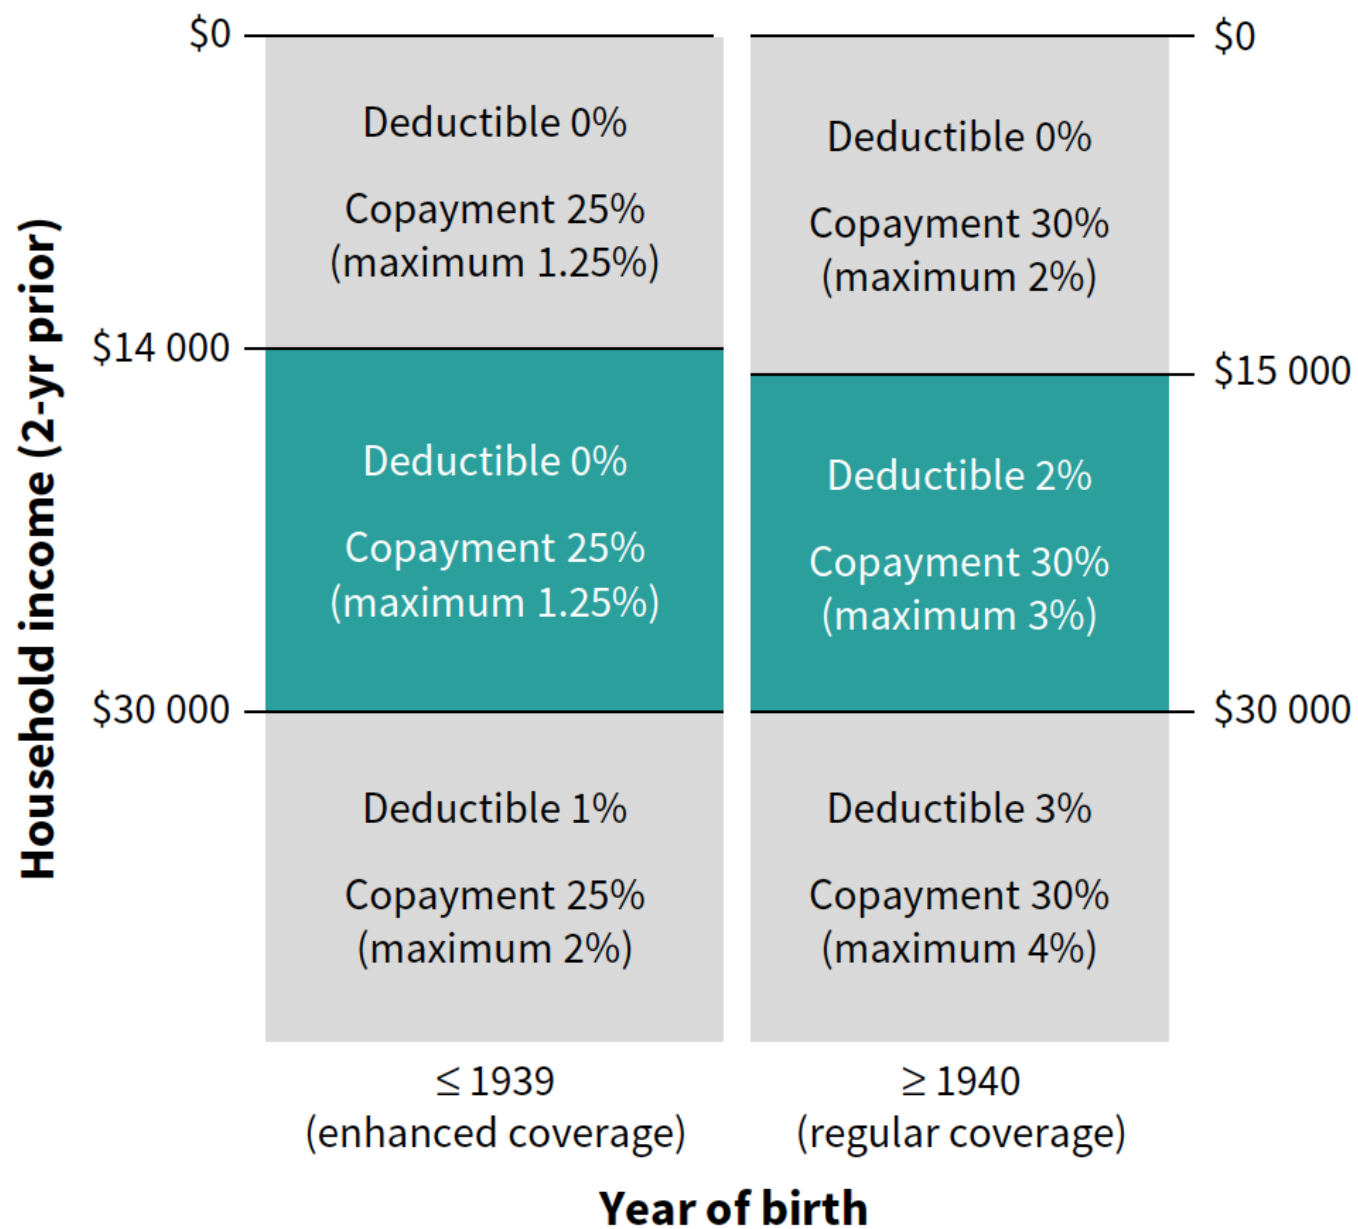 $0
Deductible 0%
Copayment 25%
(maximum 1.25%)
$14 000
Deductible 0%
Copayment 25%
(maximum 1.25%)
$30 000
Deductible 1%
Copayment 25%
(maximum 2%)
≤ 1939
(enhanced coverage)
$0
Deductible 0%
Copayment 30%
(maximum 2%)
$15 000
Deductible 2%
Copayment 30%
(maximum 3%)
$30 000
Deductible 3%
Copayment 30%
(maximum 4%)
≥ 1940
(regular coverage)
Household income (2-yr prior)
Year of birth